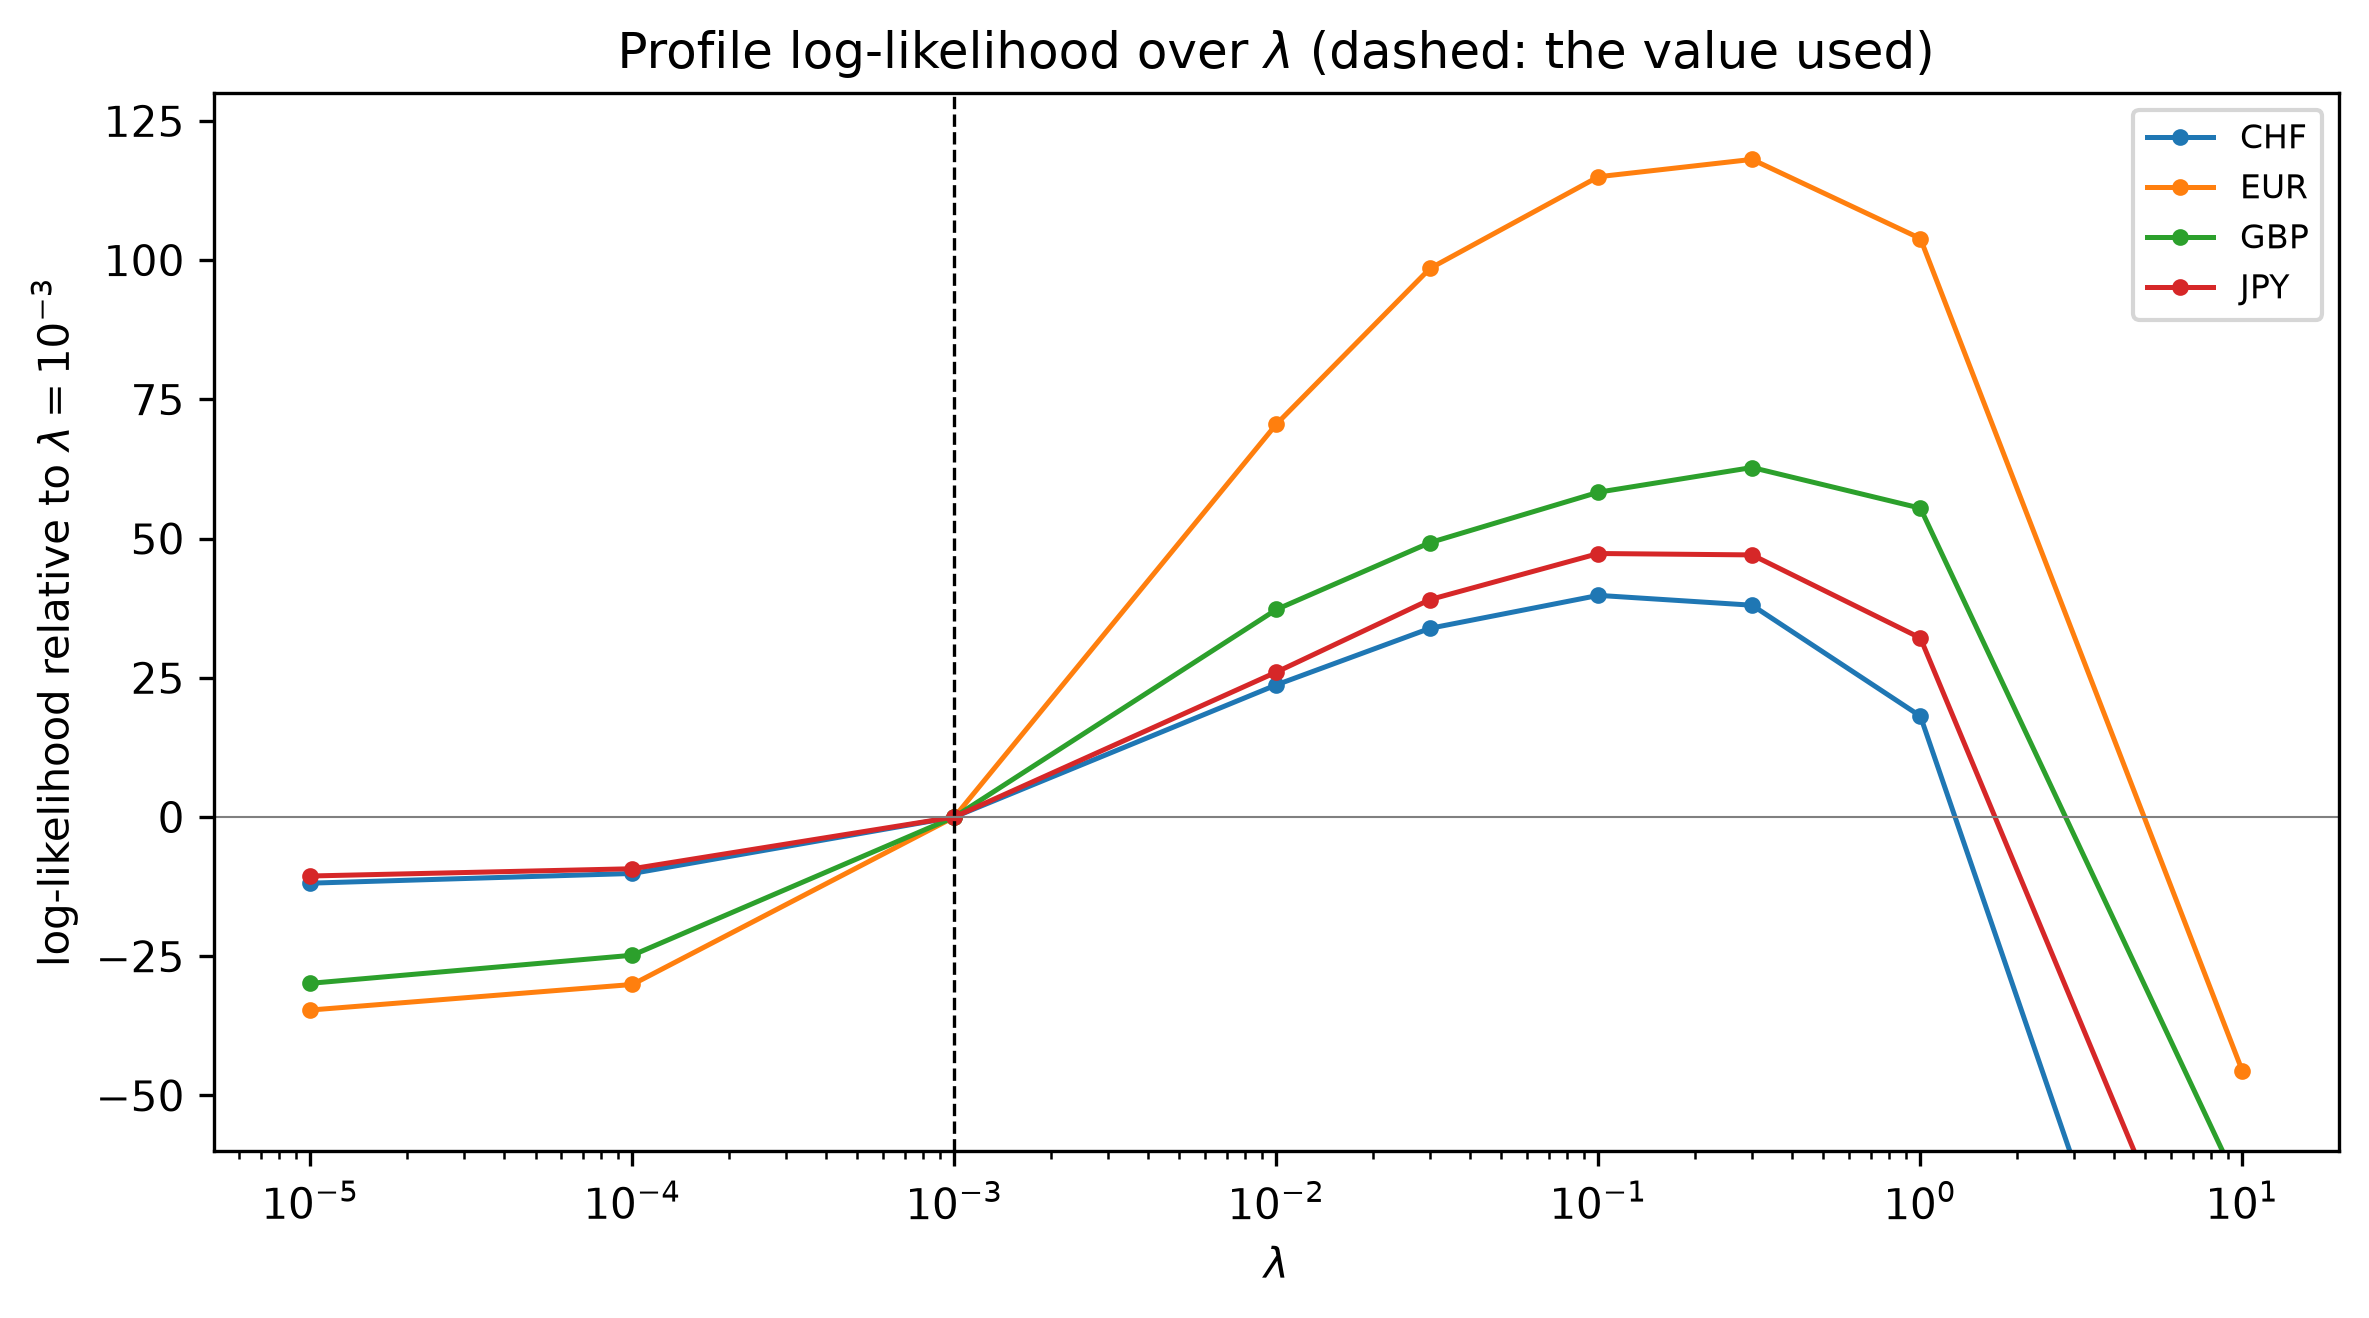 Profile log-likelihood over λ (dashed: the value used)
log-likelihood relative to λ = 10⁻³
125
100
75
50
25
0
−25
−50
CHF
EUR
GBP
JPY
10⁻⁵ 10⁻⁴ 10⁻³ 10⁻² 10⁻¹ 10⁰ 10¹
λ